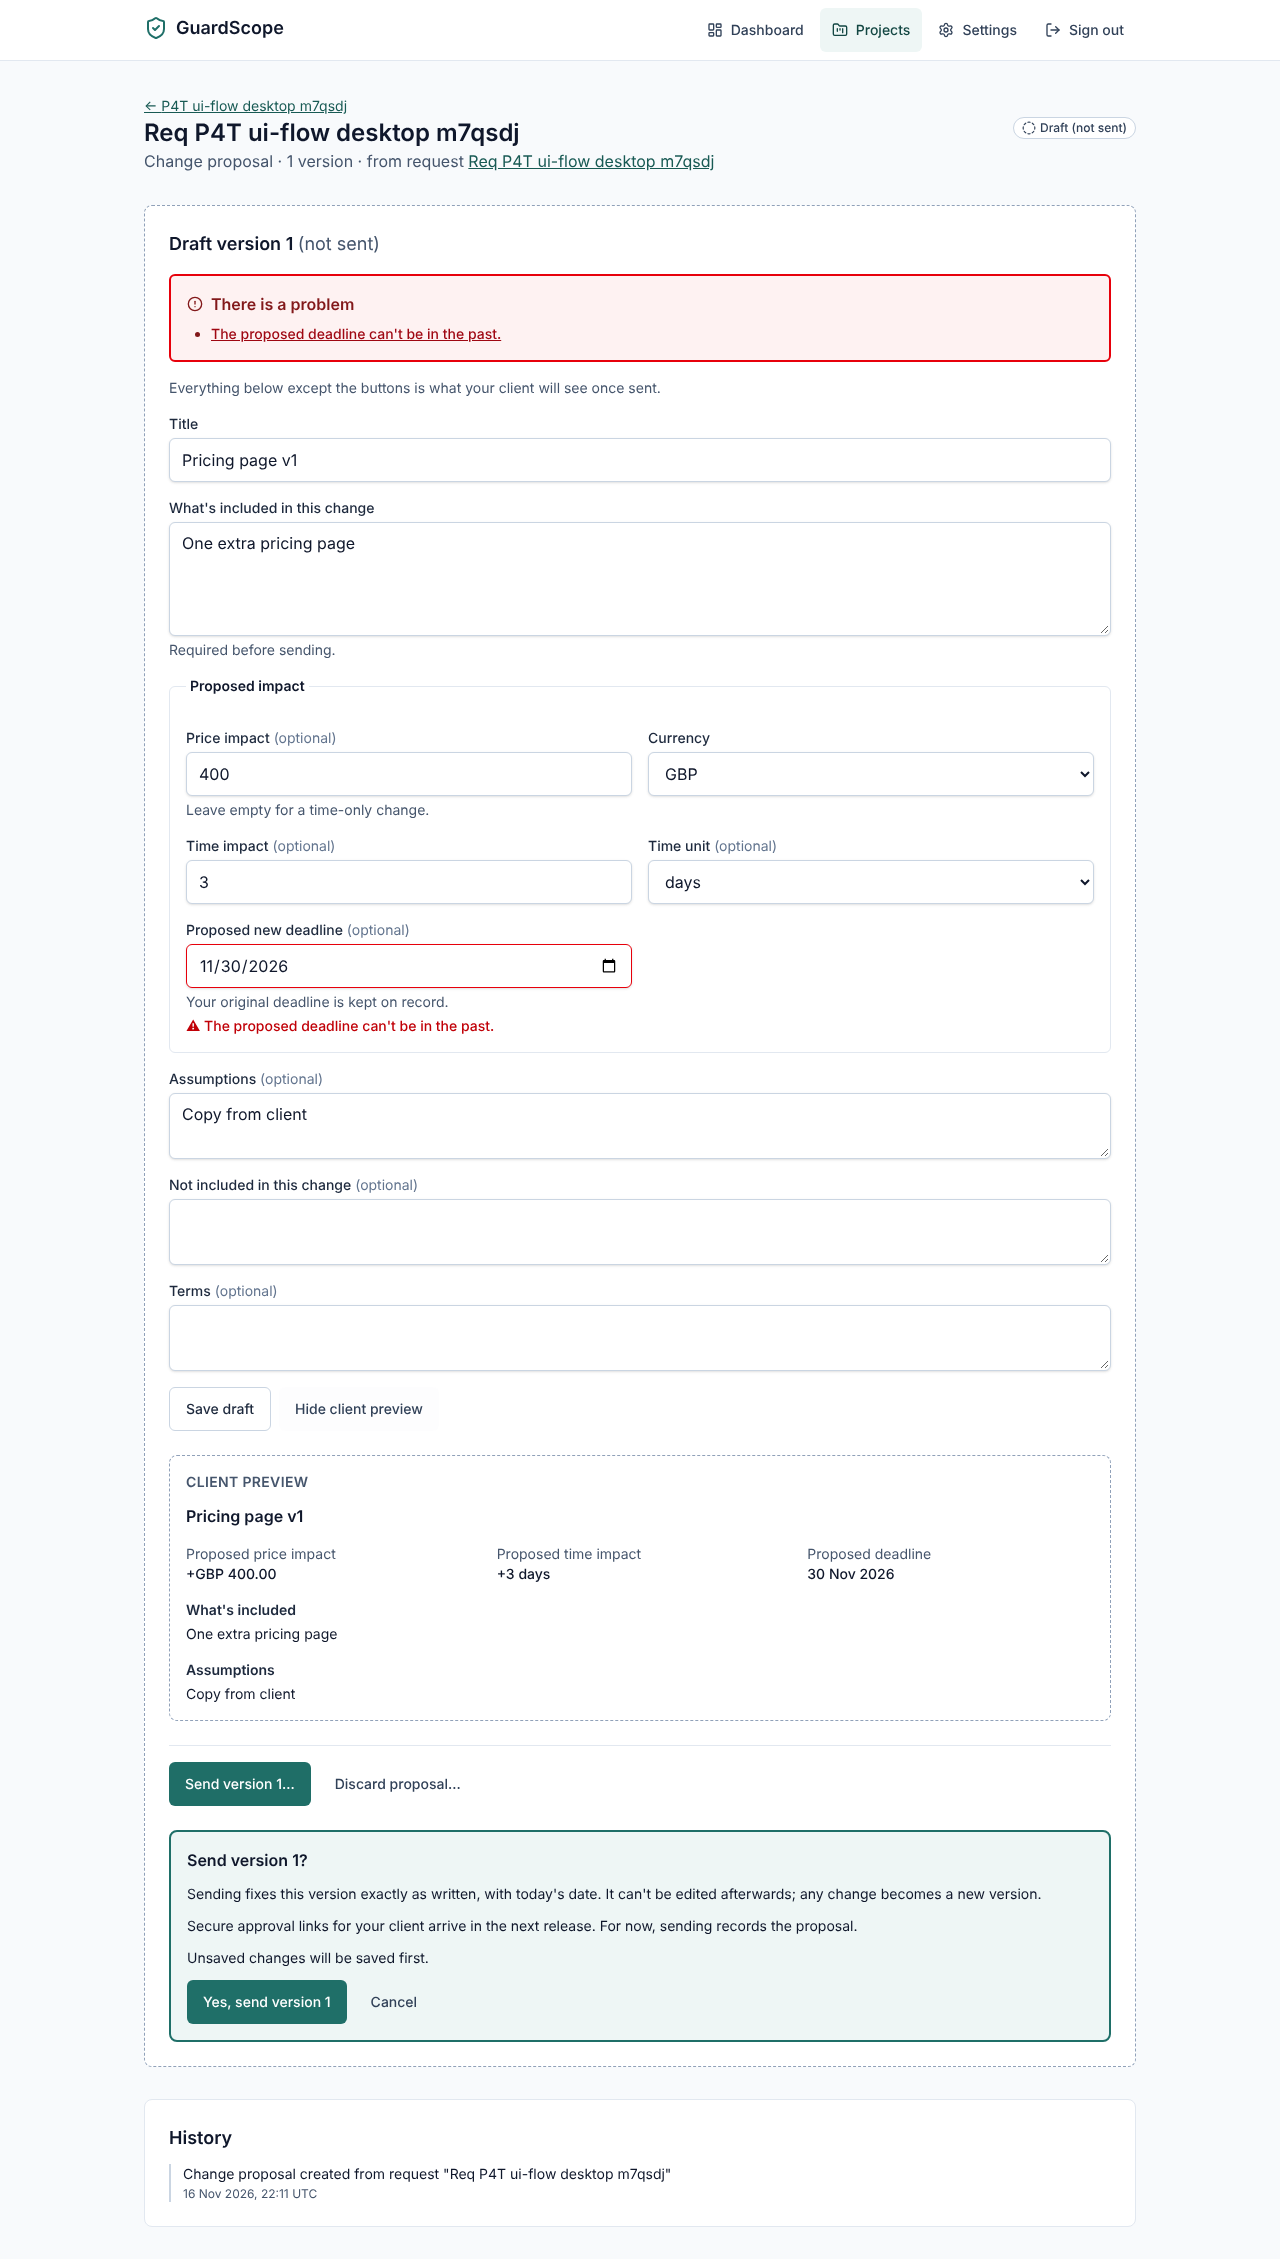 GuardScope
Dashboard
Projects
Settings
Sign out
← P4T ui-flow desktop m7qsdj
Req P4T ui-flow desktop m7qsdj
Draft (not sent)
Change proposal · 1 version · from request Req P4T ui-flow desktop m7qsdj
Draft version 1 (not sent)
There is a problem
• The proposed deadline can't be in the past.
Everything below except the buttons is what your client will see once sent.
Title
Pricing page v1
What's included in this change
One extra pricing page
Required before sending.
Proposed impact
Price impact (optional)
Currency
400
GBP
Leave empty for a time-only change.
Time impact (optional)
Time unit (optional)
3
days
Proposed new deadline (optional)
11/30/2026
Your original deadline is kept on record.
The proposed deadline can't be in the past.
Assumptions (optional)
Copy from client
Not included in this change (optional)
Terms (optional)
Save draft
Hide client preview
CLIENT PREVIEW
Pricing page v1
Proposed price impact
Proposed time impact
Proposed deadline
+GBP 400.00
+3 days
30 Nov 2026
What's included
One extra pricing page
Assumptions
Copy from client
Send version 1...
Discard proposal...
Send version 1?
Sending fixes this version exactly as written, with today's date. It can't be edited afterwards; any change becomes a new version.
Secure approval links for your client arrive in the next release. For now, sending records the proposal.
Unsaved changes will be saved first.
Yes, send version 1
Cancel
History
Change proposal created from request "Req P4T ui-flow desktop m7qsdj"
16 Nov 2026, 22:11 UTC